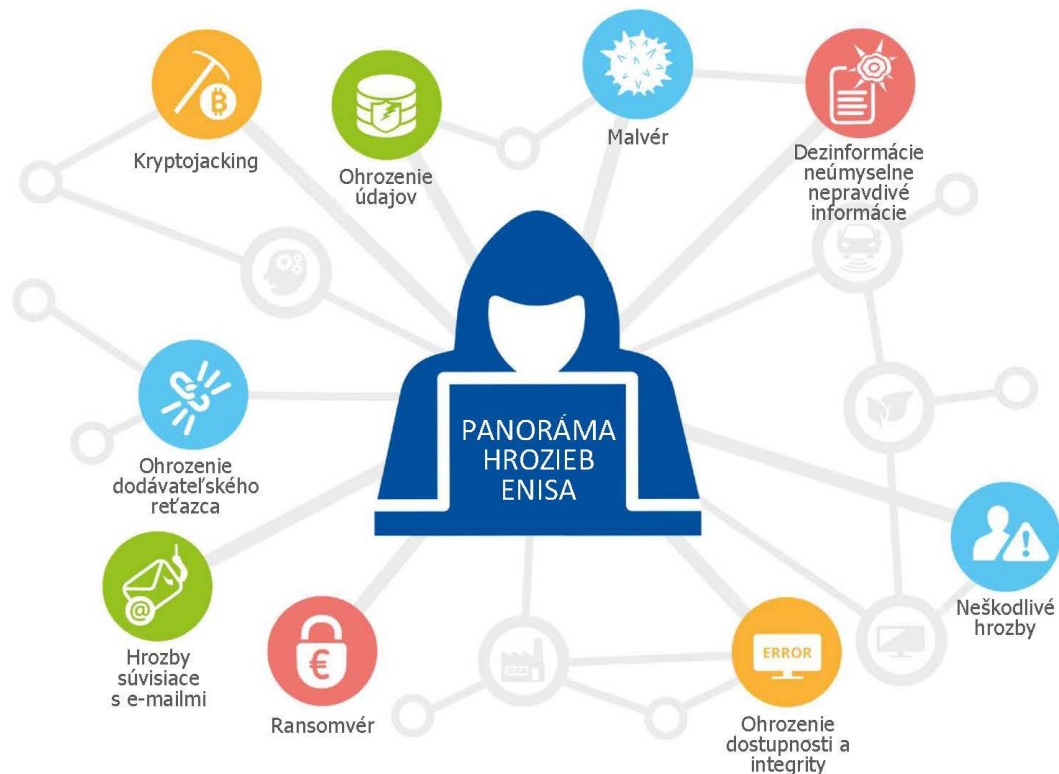 Kryptojacking
Ohrozenie
údajov
Malvér
Dezinformácie
neúmyselne
nepravdivé
informácie
PANORÁMA
HROZIEB
ENISA
Ohrozenie
dodávateľského
reťazca
Neškodlivé
hrozby
@
Hrozby
súvisiace
s e-mailmi
€
Ransomvér
ERROR
Ohrozenie
dostupnosti a
integrity